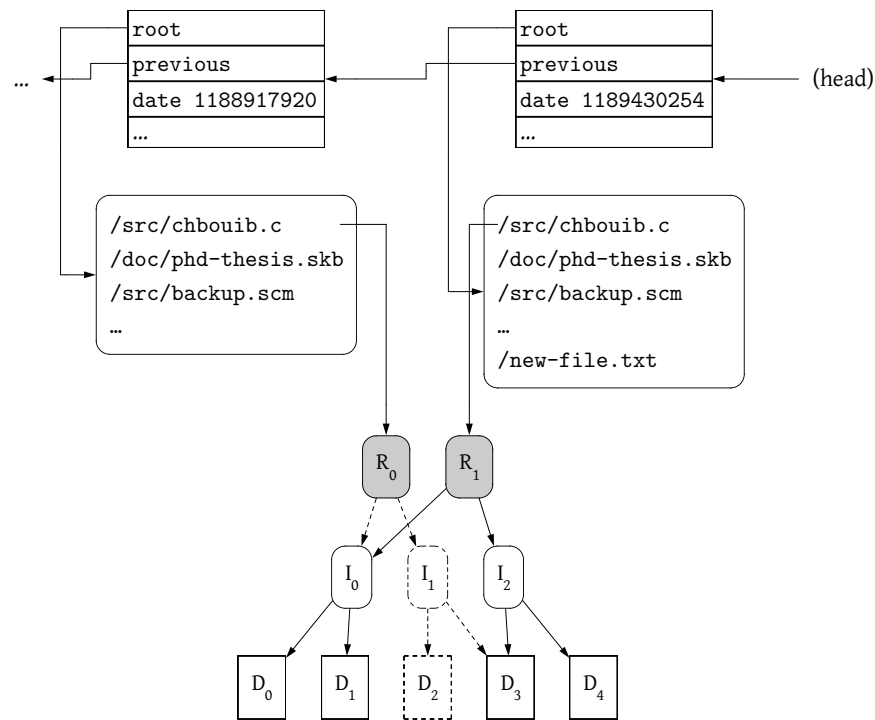 root
previous
date 1188917920
…
root
previous
date 1189430254
…
…
(head)
/src/chbouib.c
/doc/phd-thesis.skb
/src/backup.scm
…
/src/chbouib.c
/doc/phd-thesis.skb
/src/backup.scm
…
/new-file.txt
R0 R1
I0 I1 I2
D0 D1 D2 D3 D4